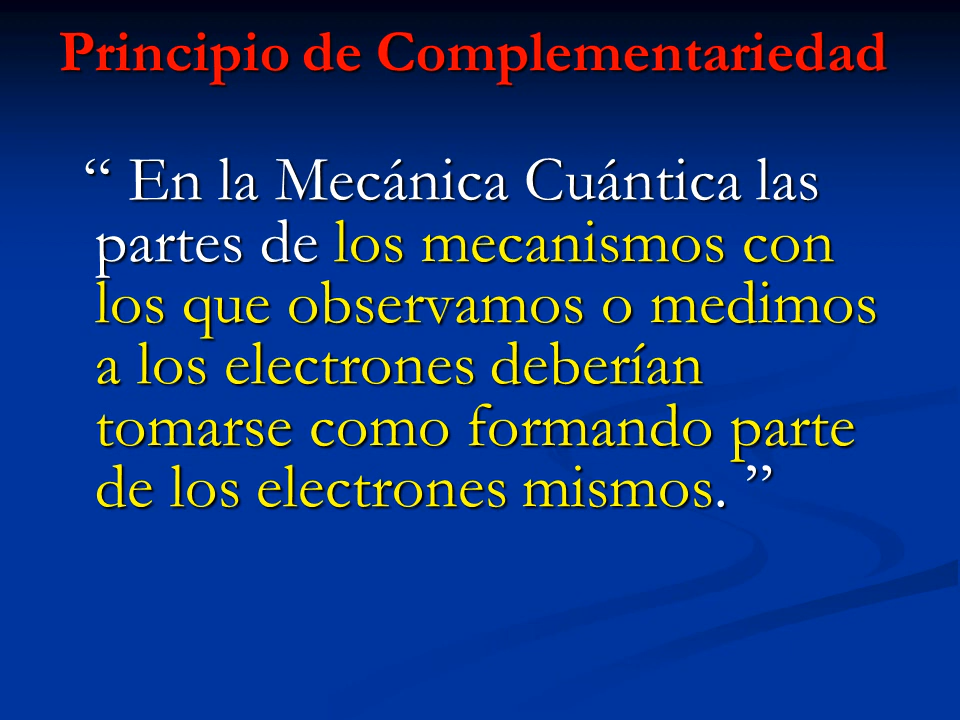 Principio de Complementariedad
“ En la Mecánica Cuántica las
partes de los mecanismos con
los que observamos o medimos
a los electrones deberían
tomarse como formando parte
de los electrones mismos. ”